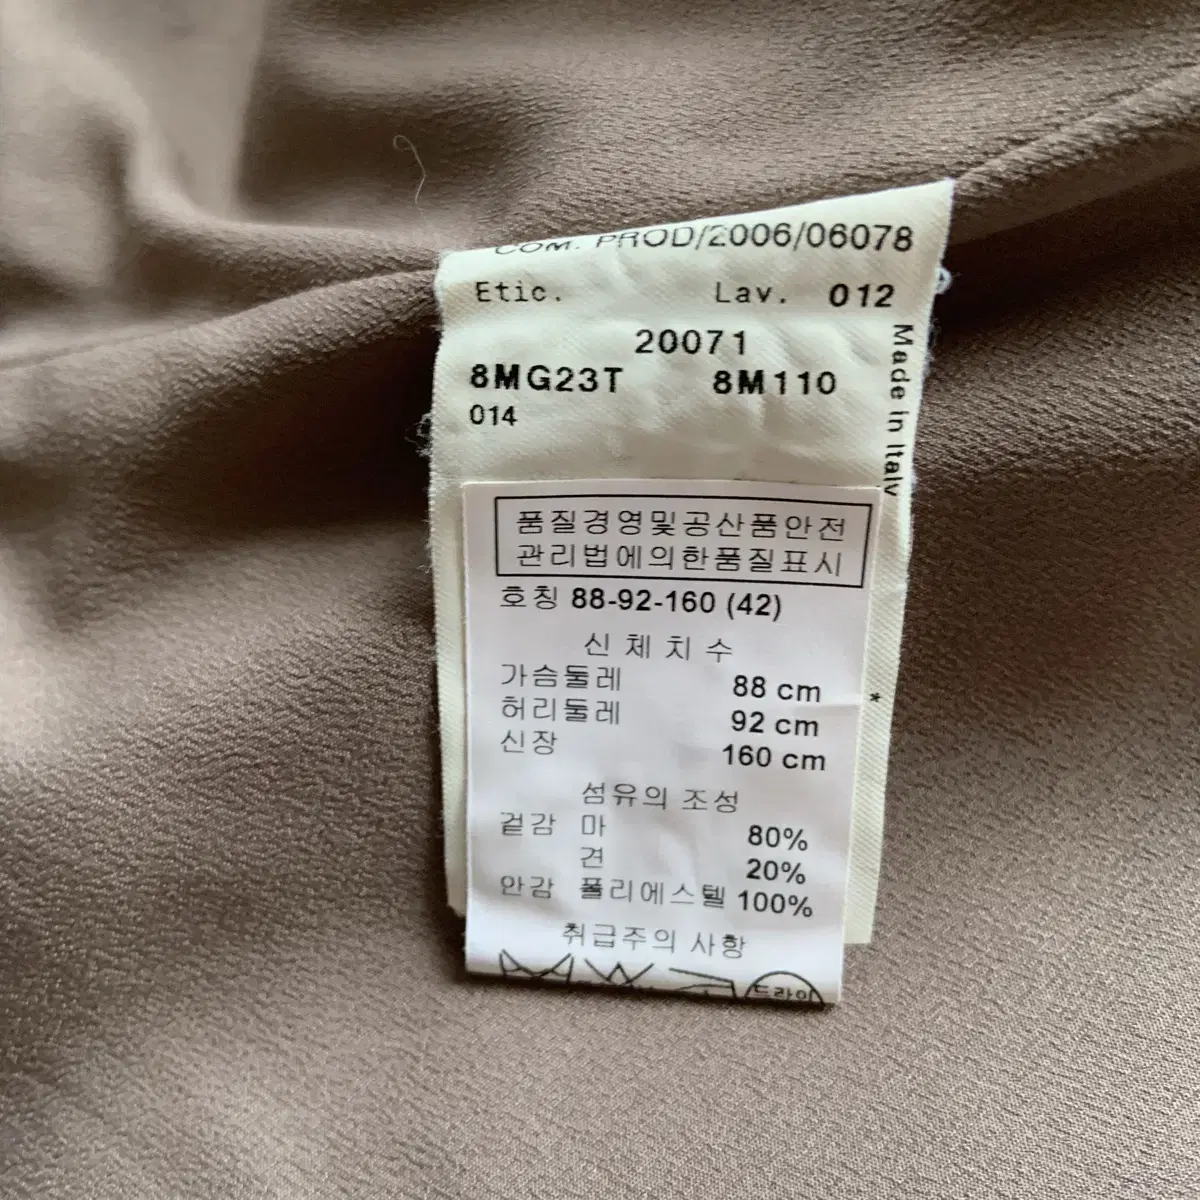 COM. PROD/2006/06078
Etic. Lav. 012
20071
8MG23T 8M110
014
Made in Italy
품질경영및공산품안전
관리법에의한품질표시
호칭 88-92-160 (42)
신체치수
가슴둘레 88 cm
허리둘레 92 cm
*
신장 160 cm
섬유의 조성
겉감 마 80%
견 20%
안감 폴리에스텔 100%
취급주의 사항
드라이